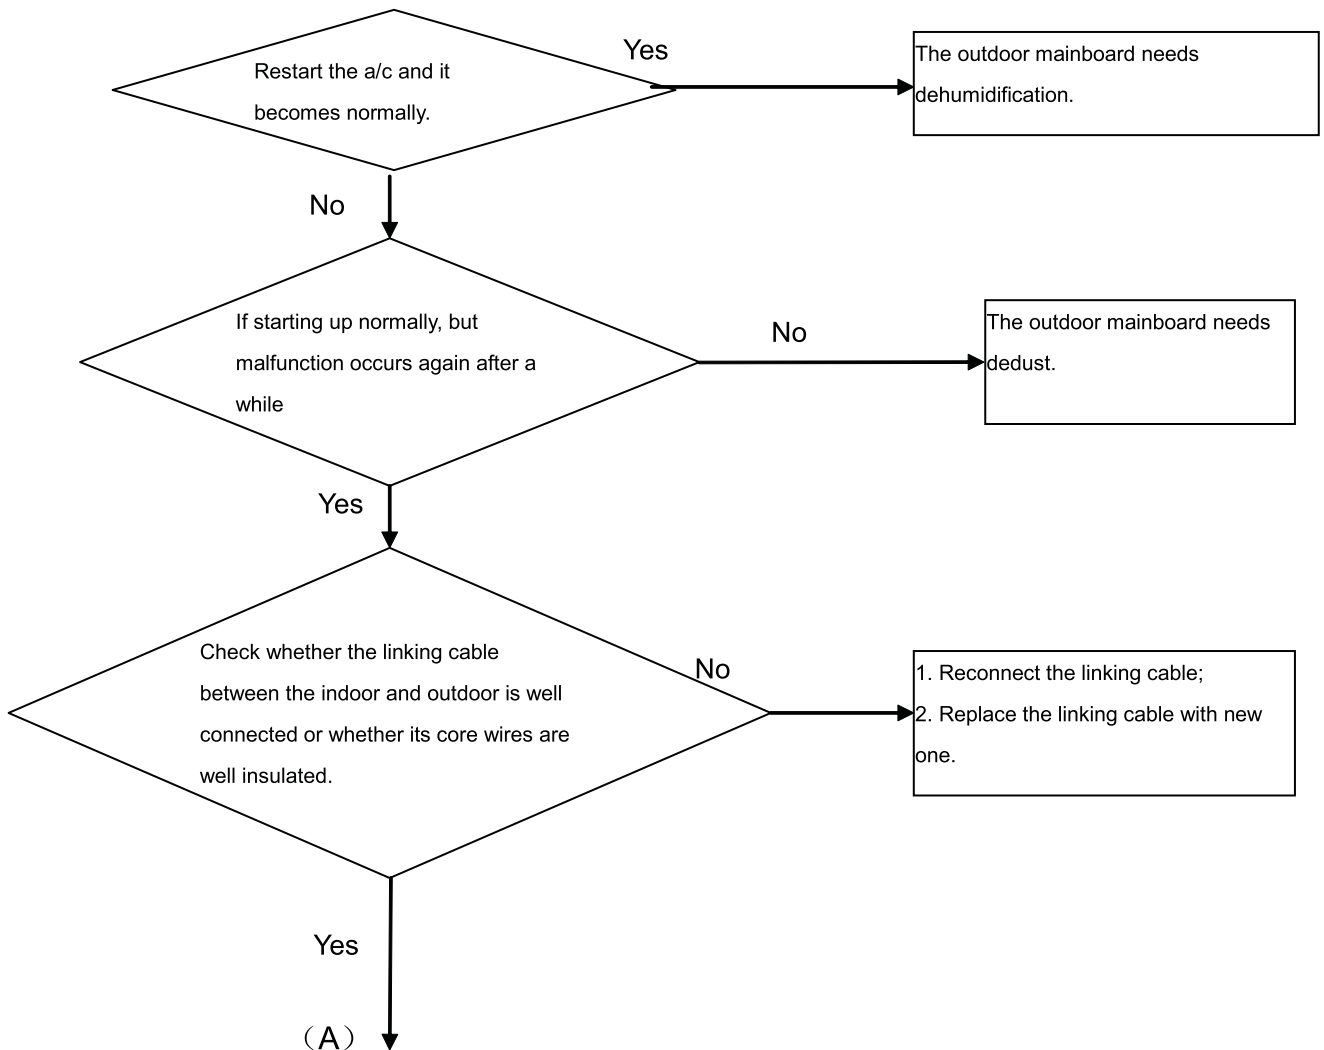 Yes
Restart the a/c and it
becomes normally.
The outdoor mainboard needs
dehumidification.
No
If starting up normally, but
malfunction occurs again after a
while
No
The outdoor mainboard needs
dedust.
Yes
Check whether the linking cable
between the indoor and outdoor is well
connected or whether its core wires are
well insulated.
No
1. Reconnect the linking cable;
2. Replace the linking cable with new
one.
Yes
（A）